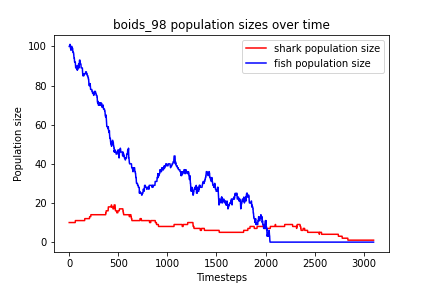 boids_98 population sizes over time
shark population size
fish population size
Population size
100
80
60
40
20
0
0
500
1000
1500
2000
2500
3000
Timesteps